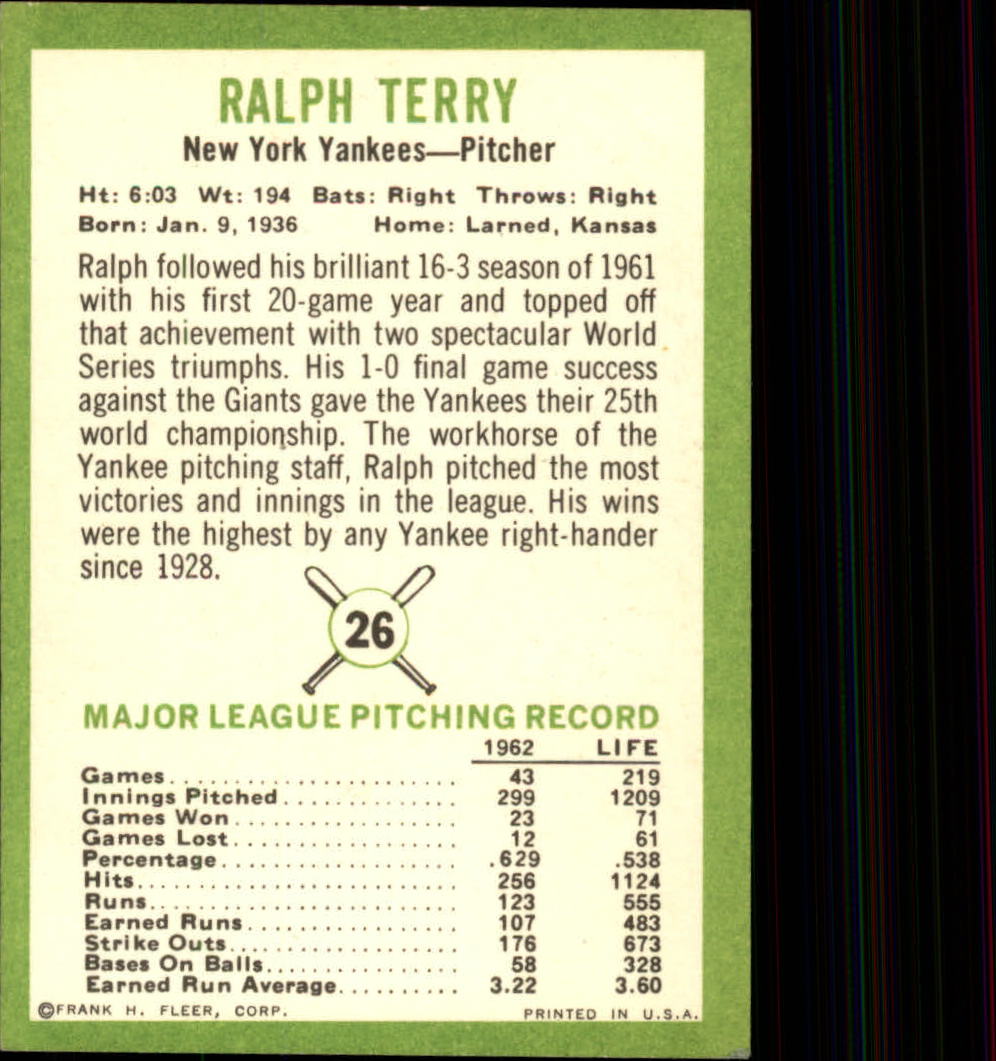 RALPH TERRY
New York Yankees—Pitcher
Ht: 6:03 Wt: 194 Bats: Right Throws: Right
Born: Jan. 9, 1936 Home: Larned, Kansas
Ralph followed his brilliant 16-3 season of 1961
with his first 20-game year and topped off
that achievement with two spectacular World
Series triumphs. His 1-0 final game success
against the Giants gave the Yankees their 25th
world championship. The workhorse of the
Yankee pitching staff, Ralph pitched the most
victories and innings in the league. His wins
were the highest by any Yankee right-hander
since 1928.
26
MAJOR LEAGUE PITCHING RECORD
1962 LIFE
Games 43 219
Innings Pitched 299 1209
Games Won 23 71
Games Lost 12 61
Percentage .629 .538
Hits 256 1124
Runs 123 555
Earned Runs 107 483
Strike Outs 176 673
Bases On Balls 58 328
Earned Run Average 3.22 3.60
©FRANK H. FLEER, CORP. PRINTED IN U.S.A.